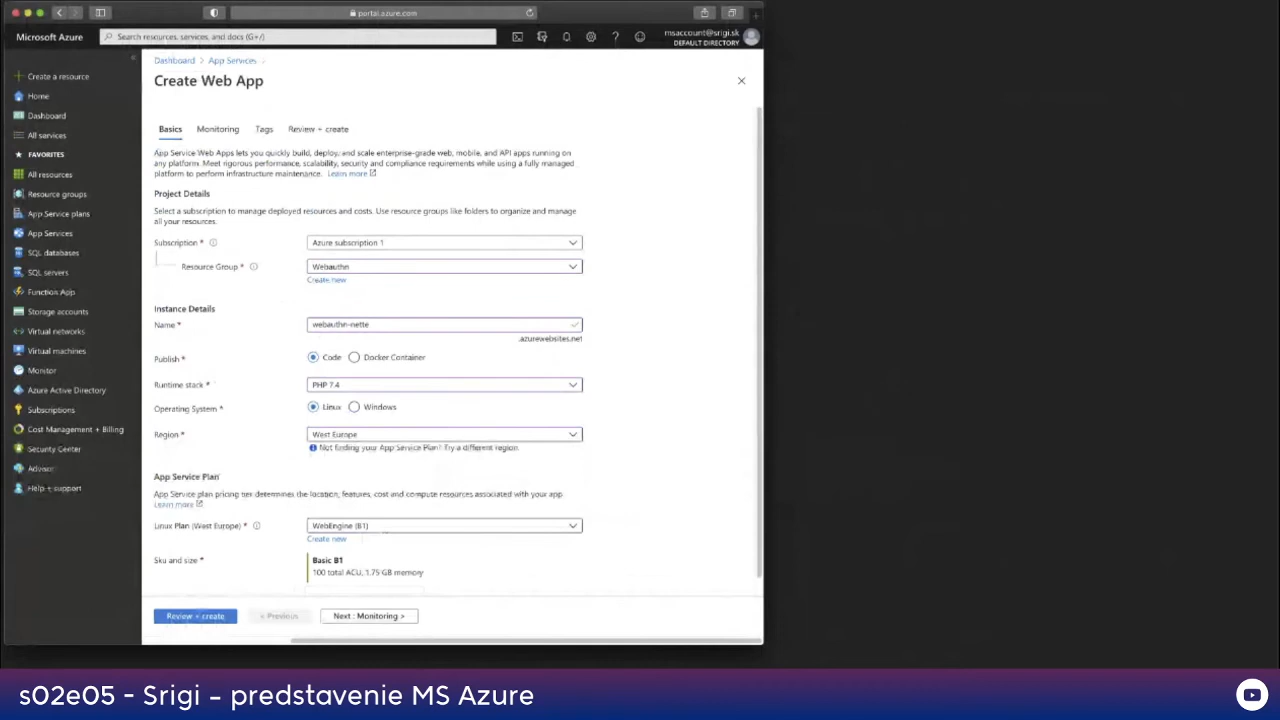 portal.azure.com
Microsoft Azure
Search resources, services, and docs (G+/)
msaccount@srigi.sk
DEFAULT DIRECTORY
Create a resource
Home
Dashboard
All services
FAVORITES
All resources
Resource groups
App Service plans
App Services
SQL databases
SQL servers
Function App
Storage accounts
Virtual networks
Virtual machines
Monitor
Azure Active Directory
Subscriptions
Cost Management + Billing
Security Center
Advisor
Help + support
Dashboard > App Services
Create Web App
Basics Monitoring Tags Review + create
App Service Web Apps lets you quickly build, deploy, and scale enterprise-grade web, mobile, and API apps running on
any platform. Meet rigorous performance, scalability, security and compliance requirements while using a fully managed
platform to perform infrastructure maintenance. Learn more
Project Details
Select a subscription to manage deployed resources and costs. Use resource groups like folders to organize and manage
all your resources.
Subscription * Azure subscription 1
Resource Group * Webauthn
Create new
Instance Details
Name * webauthn-nette
.azurewebsites.net
Publish * Code Docker Container
Runtime stack * PHP 7.4
Operating System * Linux Windows
Region * West Europe
Not finding your App Service Plan? Try a different region.
App Service Plan
App Service plan pricing tier determines the location, features, cost and compute resources associated with your app.
Learn more
Linux Plan (West Europe) * WebEngine (B1)
Create new
Sku and size * Basic B1
100 total ACU, 1.75 GB memory
Review + create < Previous Next : Monitoring >
s02e05 - Srigi - predstavenie MS Azure